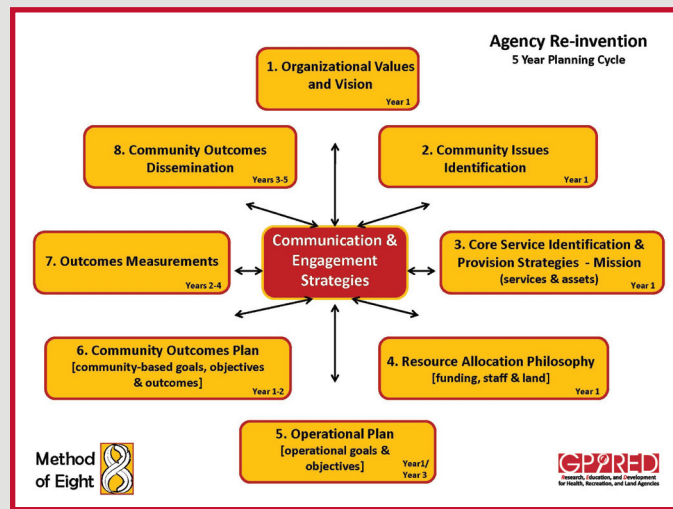 Agency Re-invention
5 Year Planning Cycle
1. Organizational Values
and Vision
Year 1
2. Community Issues
Identification
Year 1
3. Core Service Identification &
Provision Strategies - Mission
(services & assets)
Year 1
4. Resource Allocation Philosophy
[funding, staff & land]
Year 1
5. Operational Plan
[operational goals &
objectives]
Year1/
Year 3
6. Community Outcomes Plan
[community-based goals, objectives
& outcomes]
Year 1-2
7. Outcomes Measurements
Years 2-4
8. Community Outcomes
Dissemination
Years 3-5
Communication &
Engagement
Strategies
Method
of Eight
GP RED
Research, Education, and Development
for Health, Recreation, and Land Agencies